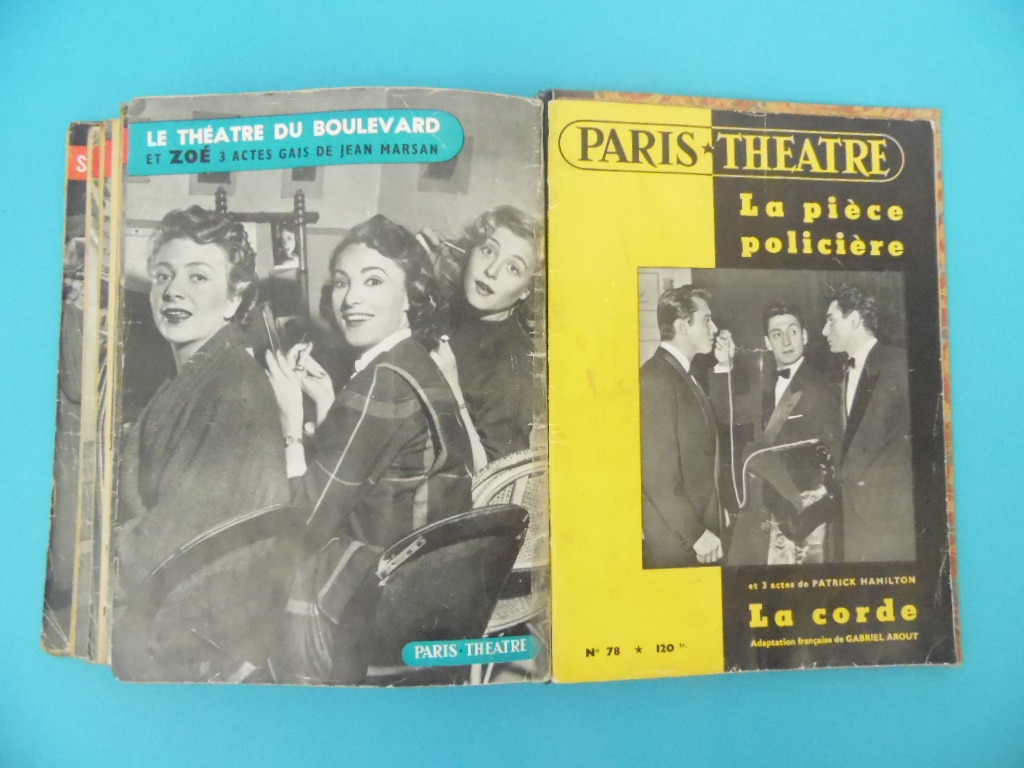 S
LE THÉATRE DU BOULEVARD
ET ZOÉ 3 ACTES GAIS DE JEAN MARSAN
PARIS-THEATRE
PARIS ★ THEATRE
La pièce
policière
et 3 actes de PATRICK HAMILTON
La corde
Adaptation française de GABRIEL AROUT
N° 78 ★ 120 fr.